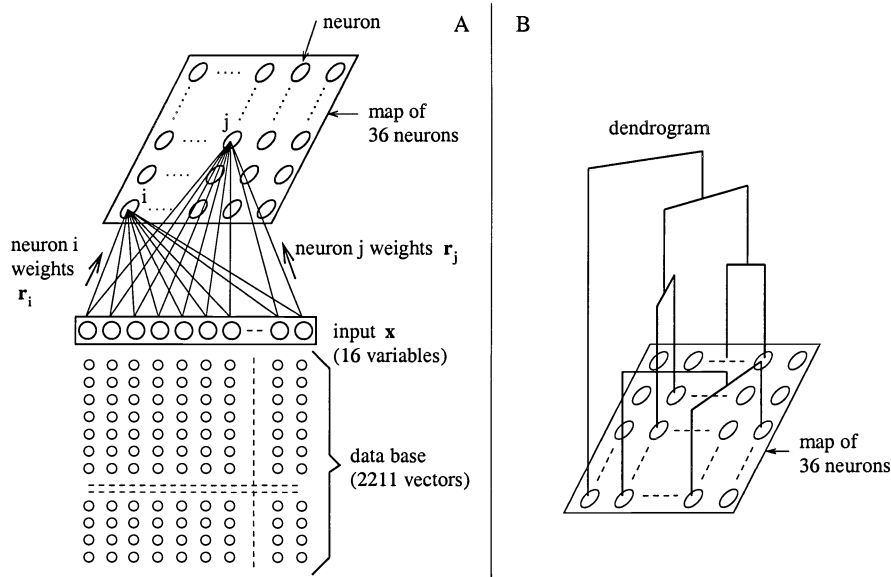 neuron
A
map of
36 neurons
j
i
neuron i
weights
r i
neuron j weights r j
input x
(16 variables)
data base
(2211 vectors)
B
dendrogram
map of
36 neurons